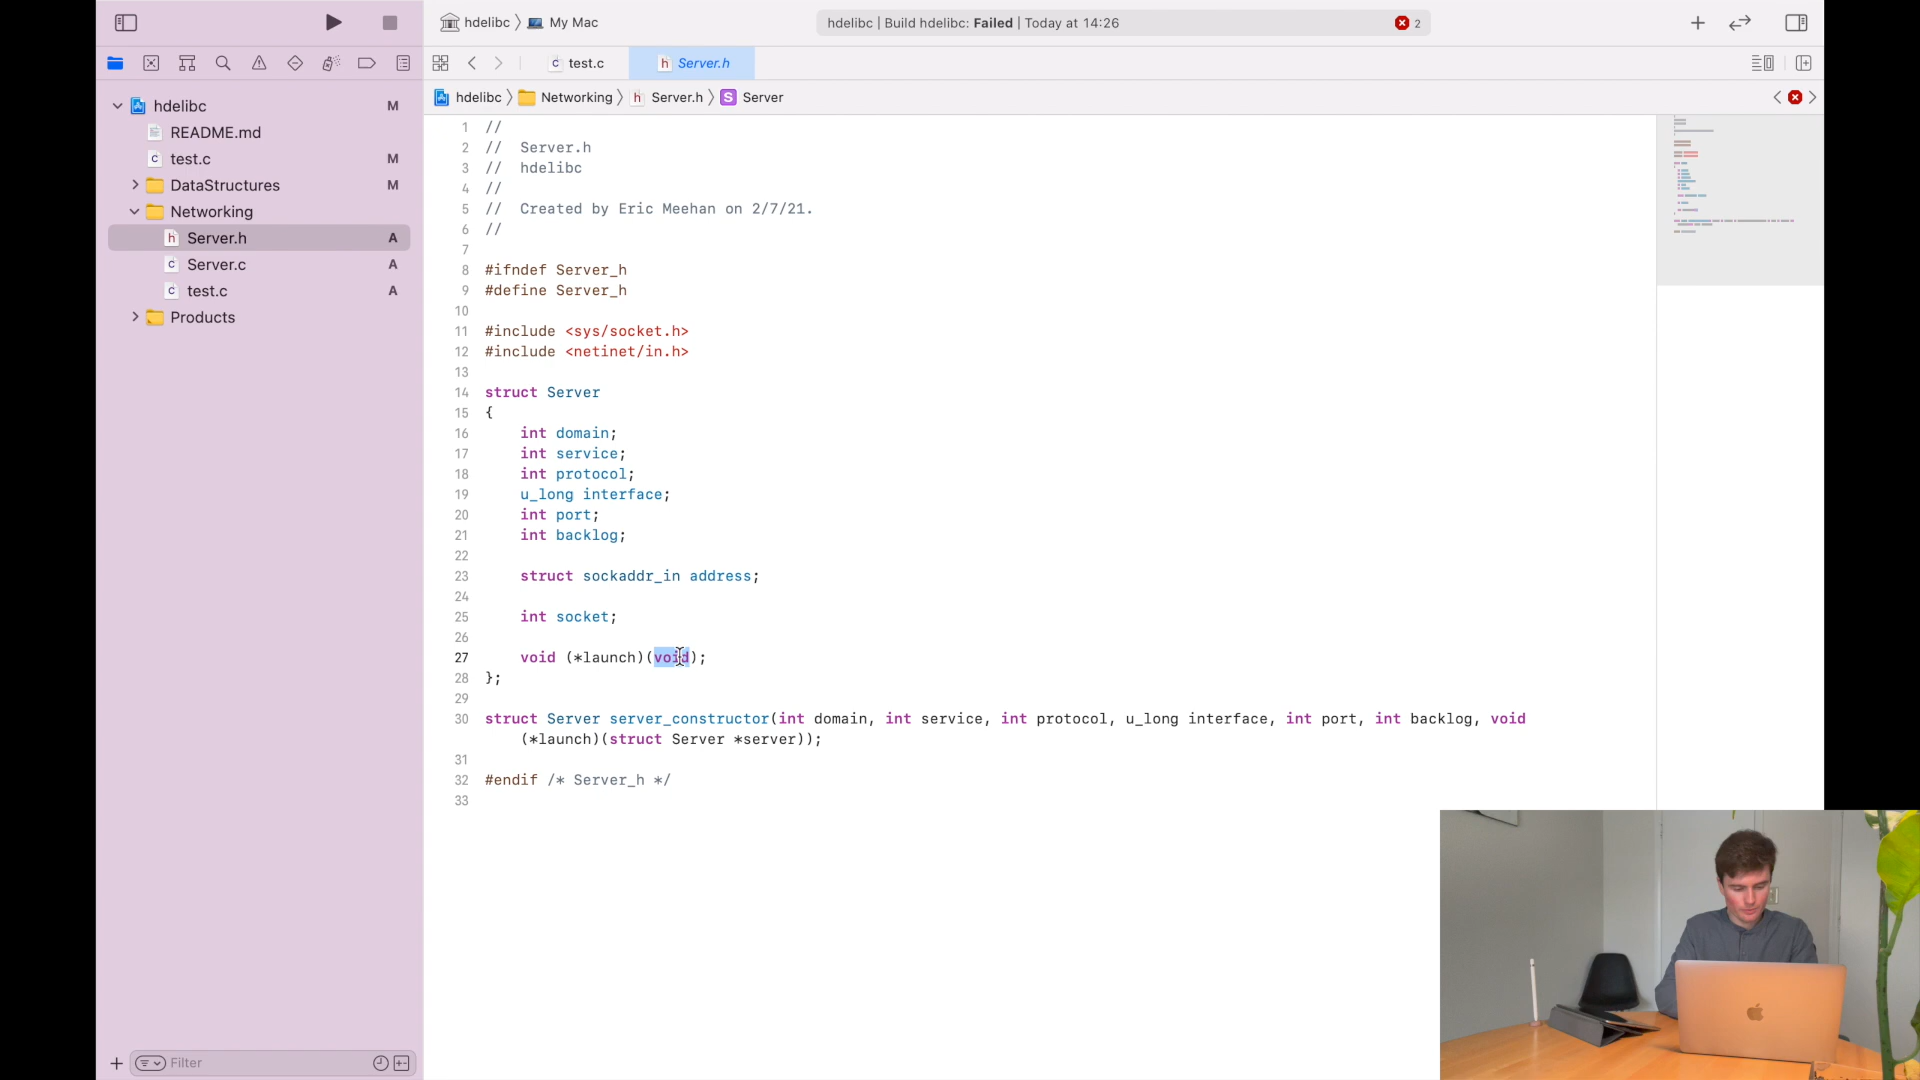 hdelibc
My Mac
hdelibc | Build hdelibc: Failed | Today at 14:26
2
c test.c
h Server.h
hdelibc
Networking
h Server.h
S Server
hdelibc M
README.md
c test.c M
DataStructures M
Networking
h Server.h A
c Server.c A
c test.c A
Products
1 //
2 // Server.h
3 // hdelibc
4 //
5 // Created by Eric Meehan on 2/7/21.
6 //
7
8 #ifndef Server_h
9 #define Server_h
10
11 #include <sys/socket.h>
12 #include <netinet/in.h>
13
14 struct Server
15 {
16 int domain;
17 int service;
18 int protocol;
19 u_long interface;
20 int port;
21 int backlog;
22
23 struct sockaddr_in address;
24
25 int socket;
26
27 void (*launch)(void);
28 };
29
30 struct Server server_constructor(int domain, int service, int protocol, u_long interface, int port, int backlog, void
(*launch)(struct Server *server));
31
32 #endif /* Server_h */
33
Filter